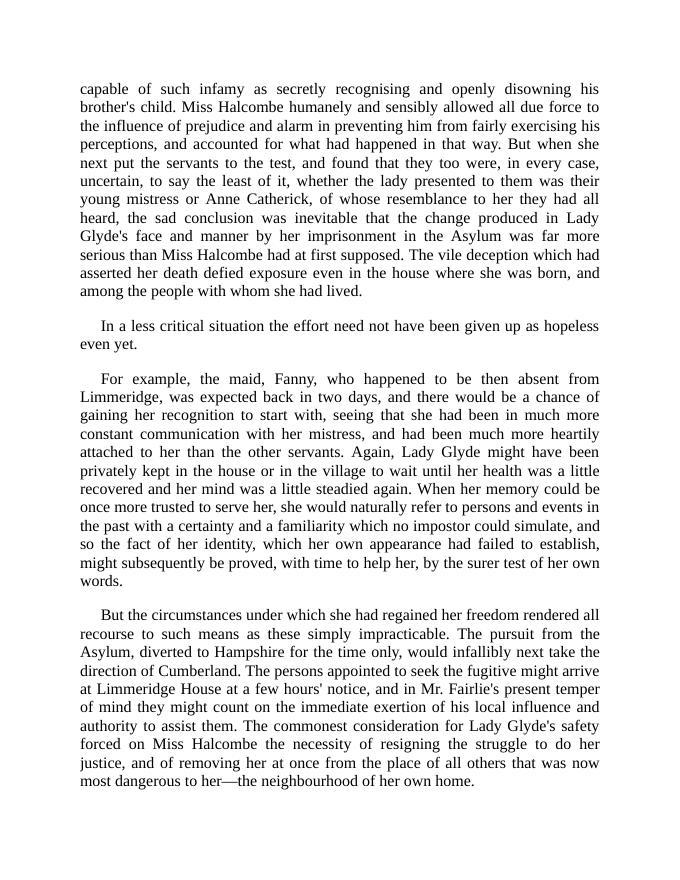 capable of such infamy as secretly recognising and openly disowning his
brother's child. Miss Halcombe humanely and sensibly allowed all due force to
the influence of prejudice and alarm in preventing him from fairly exercising his
perceptions, and accounted for what had happened in that way. But when she
next put the servants to the test, and found that they too were, in every case,
uncertain, to say the least of it, whether the lady presented to them was their
young mistress or Anne Catherick, of whose resemblance to her they had all
heard, the sad conclusion was inevitable that the change produced in Lady
Glyde's face and manner by her imprisonment in the Asylum was far more
serious than Miss Halcombe had at first supposed. The vile deception which had
asserted her death defied exposure even in the house where she was born, and
among the people with whom she had lived.
In a less critical situation the effort need not have been given up as hopeless
even yet.
For example, the maid, Fanny, who happened to be then absent from
Limmeridge, was expected back in two days, and there would be a chance of
gaining her recognition to start with, seeing that she had been in much more
constant communication with her mistress, and had been much more heartily
attached to her than the other servants. Again, Lady Glyde might have been
privately kept in the house or in the village to wait until her health was a little
recovered and her mind was a little steadied again. When her memory could be
once more trusted to serve her, she would naturally refer to persons and events in
the past with a certainty and a familiarity which no impostor could simulate, and
so the fact of her identity, which her own appearance had failed to establish,
might subsequently be proved, with time to help her, by the surer test of her own
words.
But the circumstances under which she had regained her freedom rendered all
recourse to such means as these simply impracticable. The pursuit from the
Asylum, diverted to Hampshire for the time only, would infallibly next take the
direction of Cumberland. The persons appointed to seek the fugitive might arrive
at Limmeridge House at a few hours' notice, and in Mr. Fairlie's present temper
of mind they might count on the immediate exertion of his local influence and
authority to assist them. The commonest consideration for Lady Glyde's safety
forced on Miss Halcombe the necessity of resigning the struggle to do her
justice, and of removing her at once from the place of all others that was now
most dangerous to her—the neighbourhood of her own home.